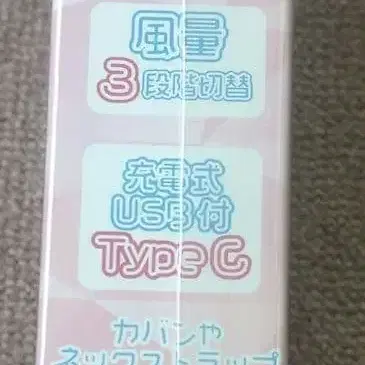 風量
3段階切替
充電式
USB付
Type C
カバンや
ネックストラップ